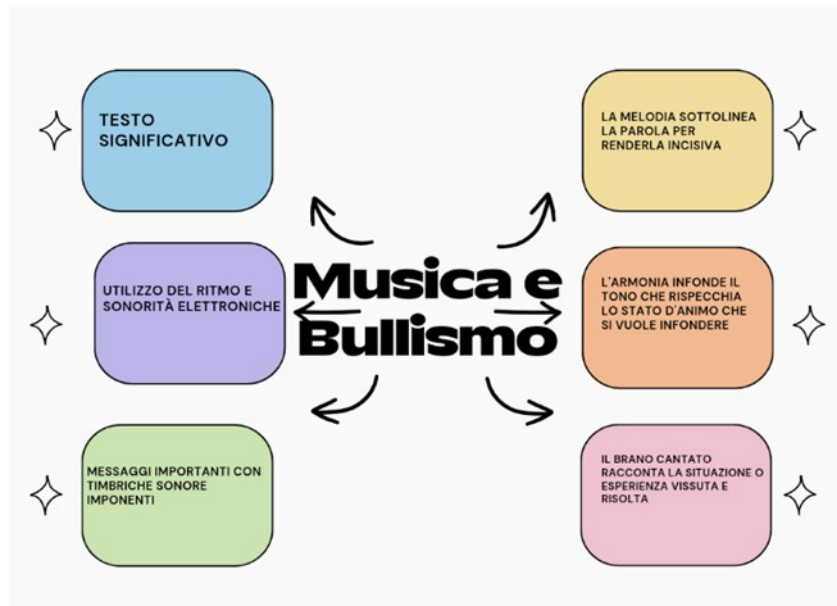 TESTO
SIGNIFICATIVO
UTILIZZO DEL RITMO E
SONORITÀ ELETTRONICHE
MESSAGGI IMPORTANTI CON
TIMBRICHE SONORE
IMPONENTI
Musica e
Bullismo
LA MELODIA SOTTOLINEA
LA PAROLA PER
RENDERLA INCISIVA
L'ARMONIA INFONDE IL
TONO CHE RISPECCHIA
LO STATO D'ANIMO CHE
SI VUOLE INFONDERE
IL BRANO CANTATO
RACCONTA LA SITUAZIONE O
ESPERIENZA VISSUTA E
RISOLTA